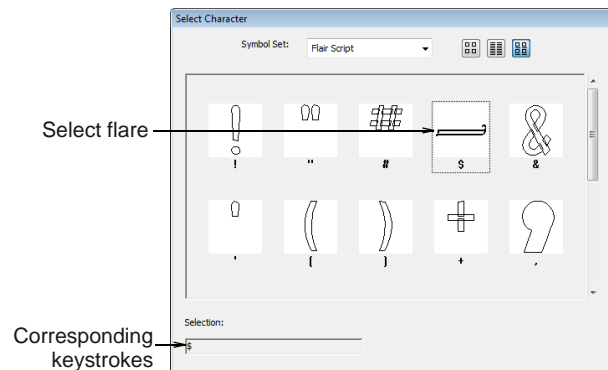 Select Character
Symbol Set: Flair Script
! " # $ &
Select flare
' ( ) + ,
Selection:
$
Corresponding
keystrokes